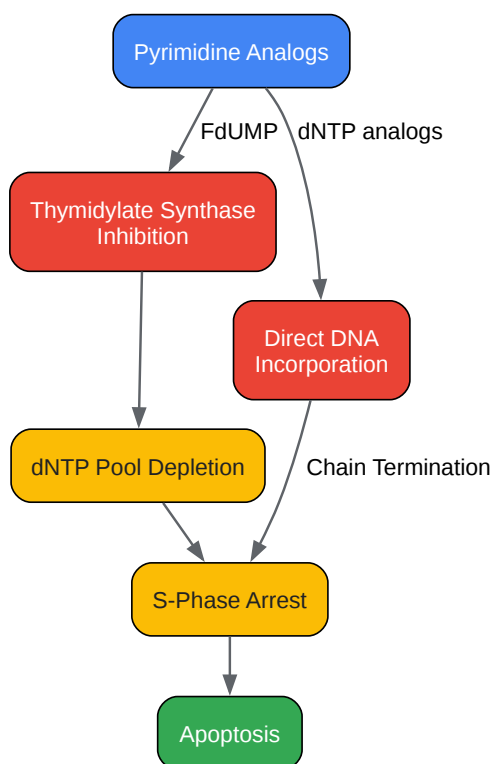 Pyrimidine Analogs
FdUMP
dNTP analogs
Thymidylate Synthase
Inhibition
Direct DNA
Incorporation
dNTP Pool Depletion
Chain Termination
S-Phase Arrest
Apoptosis